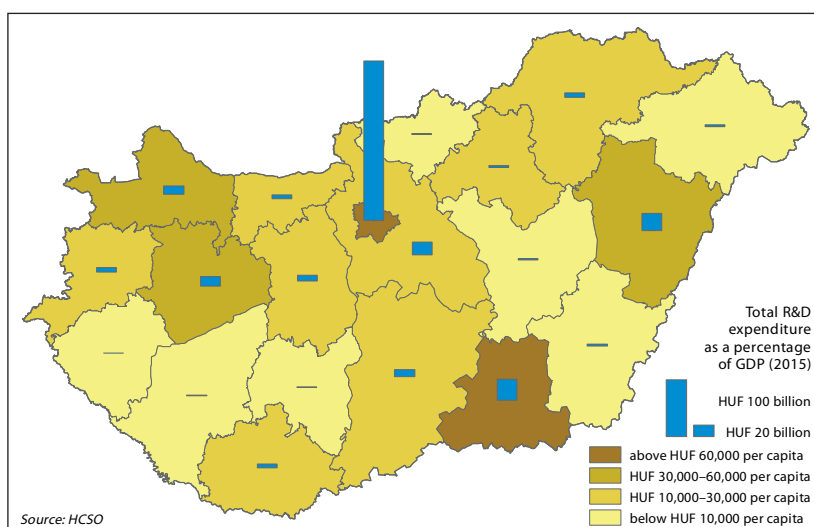 Total R&D
expenditure
as a percentage
of GDP (2015)
HUF 100 billion
HUF 20 billion
above HUF 60,000 per capita
HUF 30,000–60,000 per capita
HUF 10,000–30,000 per capita
below HUF 10,000 per capita
Source: HCSO